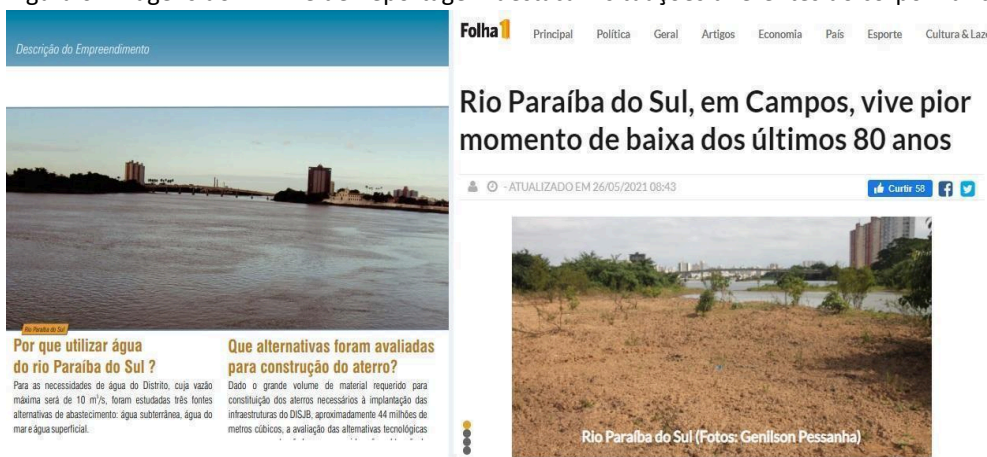 Descrição do Empreendimento
Rio Paraíba do Sul
Por que utilizar água
do rio Paraíba do Sul ?
Para as necessidades de água do Distrito, cuja vazão
máxima será de 10 m³/s, foram estudadas três fontes
alternativas de abastecimento: água subterrânea, água do
mar e água superficial.
Que alternativas foram avaliadas
para construção do aterro?
Dado o grande volume de material requerido para
constituição dos aterros necessários à implantação das
infraestruturas do DISJB, aproximadamente 44 milhões de
metros cúbicos, a avaliação das alternativas tecnológicas
Folha1
Principal Política Geral Artigos Economia País Esporte Cultura & Laze
Rio Paraíba do Sul, em Campos, vive pior
momento de baixa dos últimos 80 anos
- ATUALIZADO EM 26/05/2021 08:43
Curtir 58
Rio Paraíba do Sul (Fotos: Genilson Pessanha)